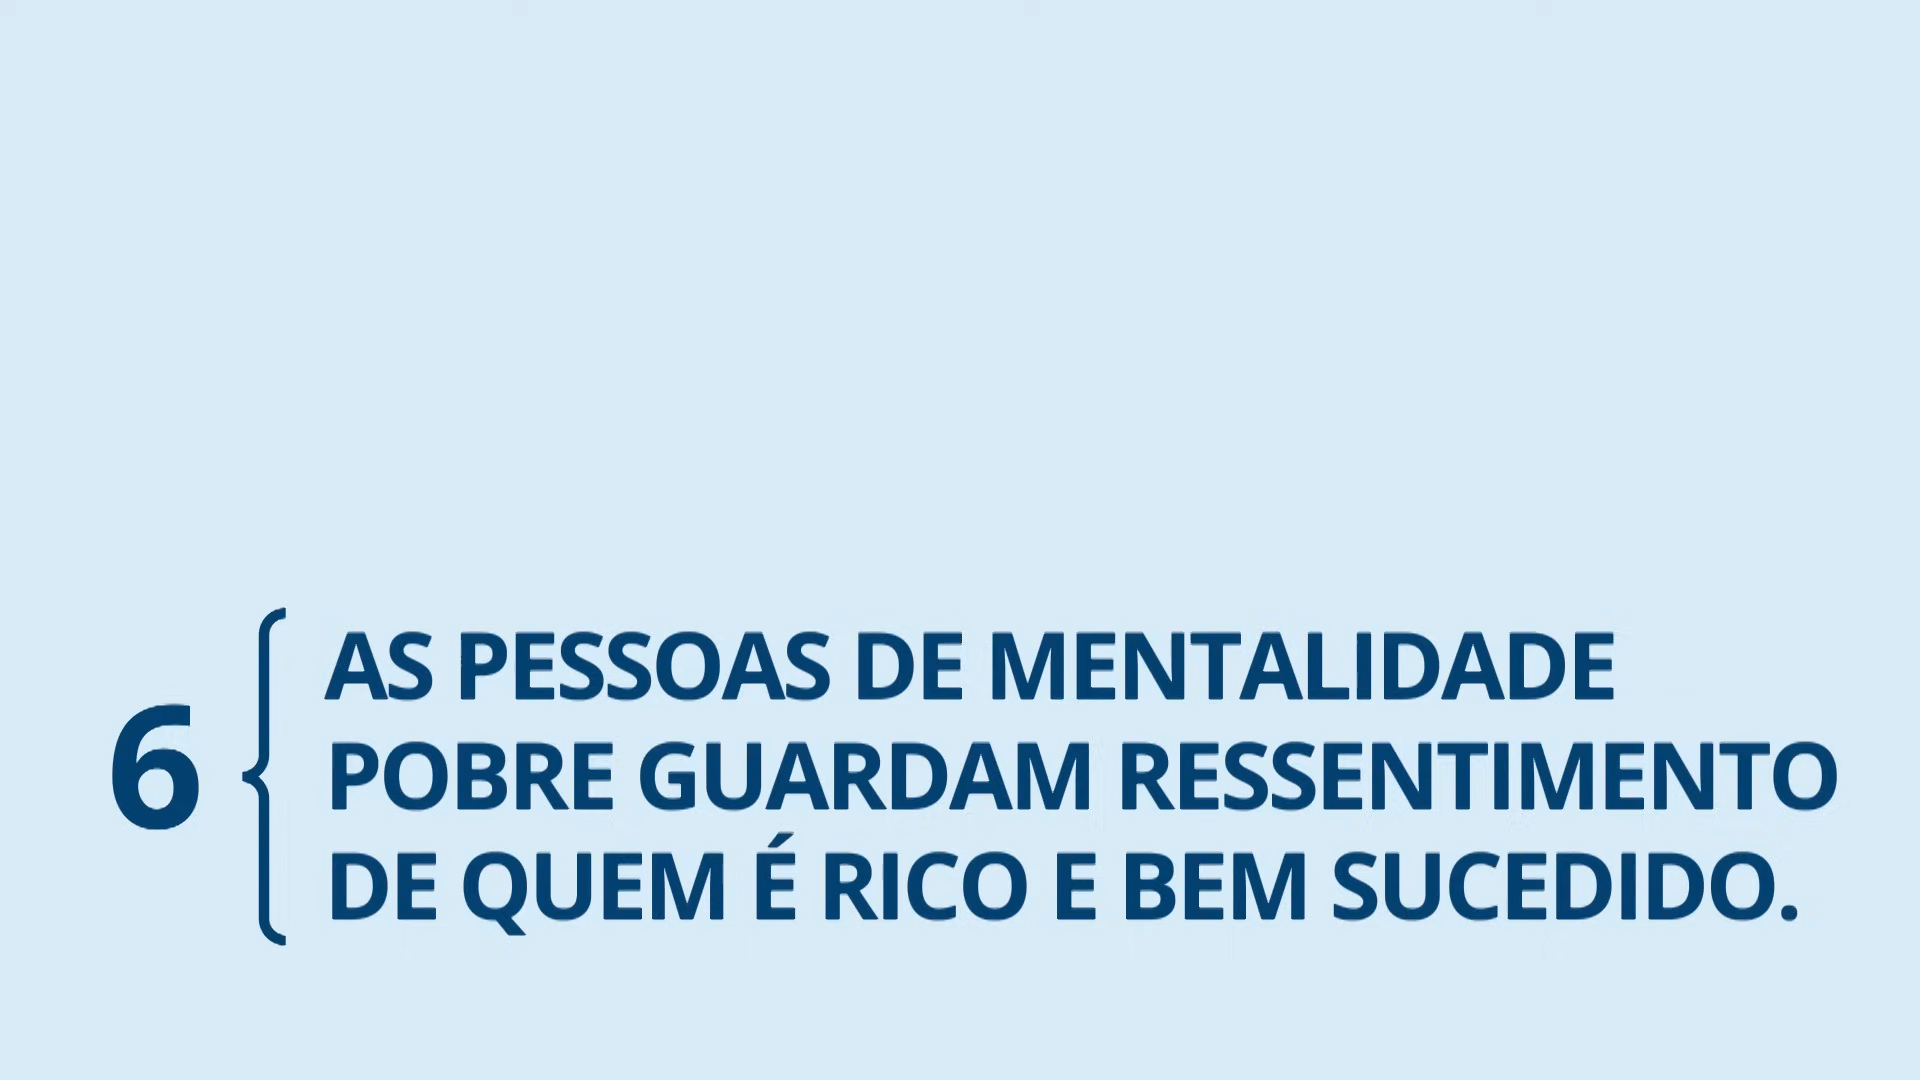 6
AS PESSOAS DE MENTALIDADE
POBRE GUARDAM RESSENTIMENTO
DE QUEM É RICO E BEM SUCEDIDO.